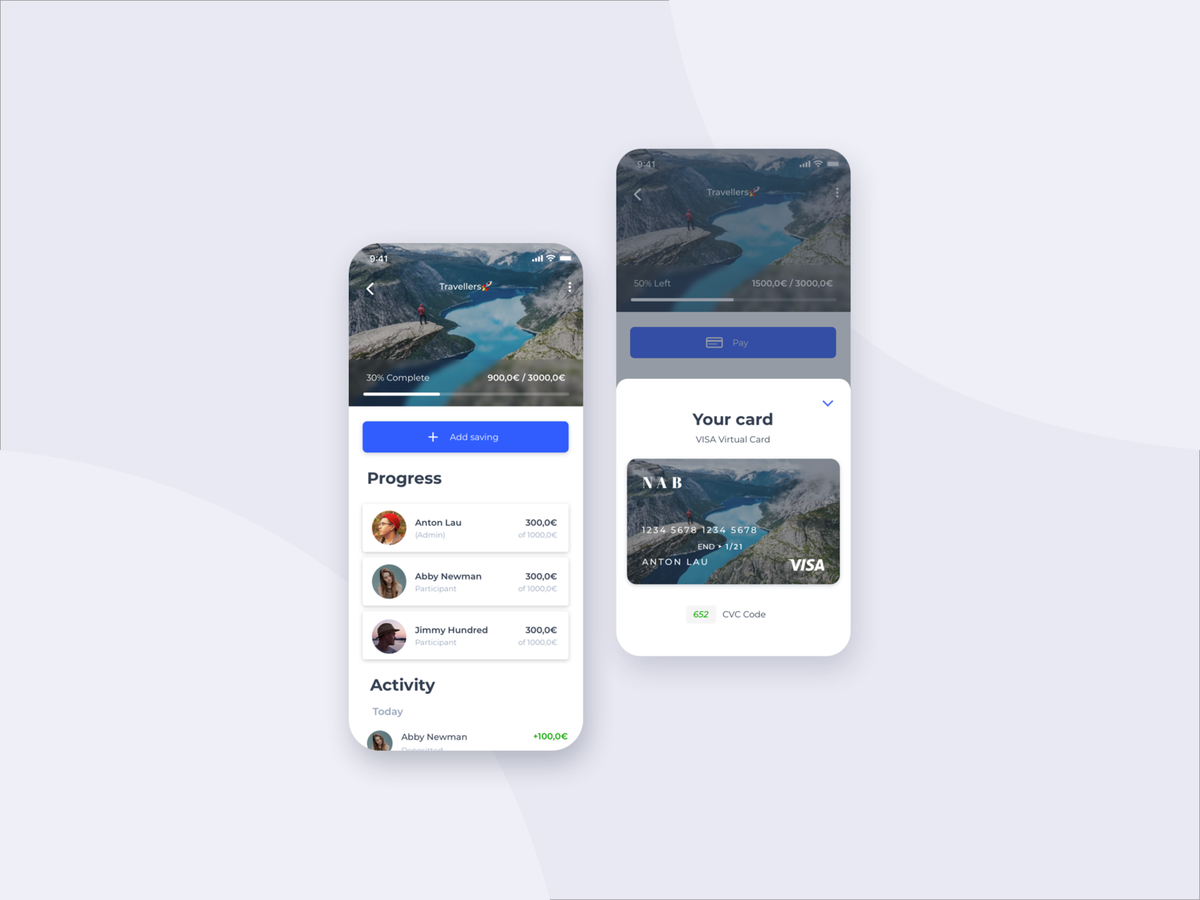 9:41
Travellers🚀
30% Complete 900,0€ / 3000,0€
+ Add saving
Progress
Anton Lau 300,0€
(Admin) of 1000,0€
Abby Newman 300,0€
Participant of 1000,0€
Jimmy Hundred 300,0€
Participant of 1000,0€
Activity
Today
Abby Newman +100,0€
9:41
Travellers🚀
50% Left 1500,0€ / 3000,0€
Pay
Your card
VISA Virtual Card
NAB
1234 5678 1234 5678
END ▸ 1/21
ANTON LAU VISA
652 CVC Code